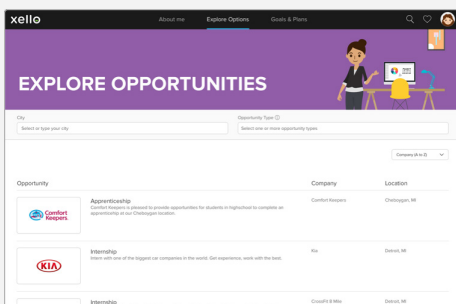 xello
About me
Explore Options
Goals & Plans
EXPLORE OPPORTUNITIES
City
Opportunity Type
Select or type your city
Select one or more opportunity types
Company (A to Z)
Opportunity
Company
Location
Comfort Keepers
Apprenticeship
Comfort Keepers is pleased to provide opportunities for students in highschool to complete an
apprenticeship at our Cheboygan location
Comfort Keepers
Cheboygan, MI
KIA
Internship
Intern with one of the biggest car companies in the world. Get experience, work with the best.
Kia
Detroit, MI
Internship
CrossFit 8 Mile
Detroit, MI